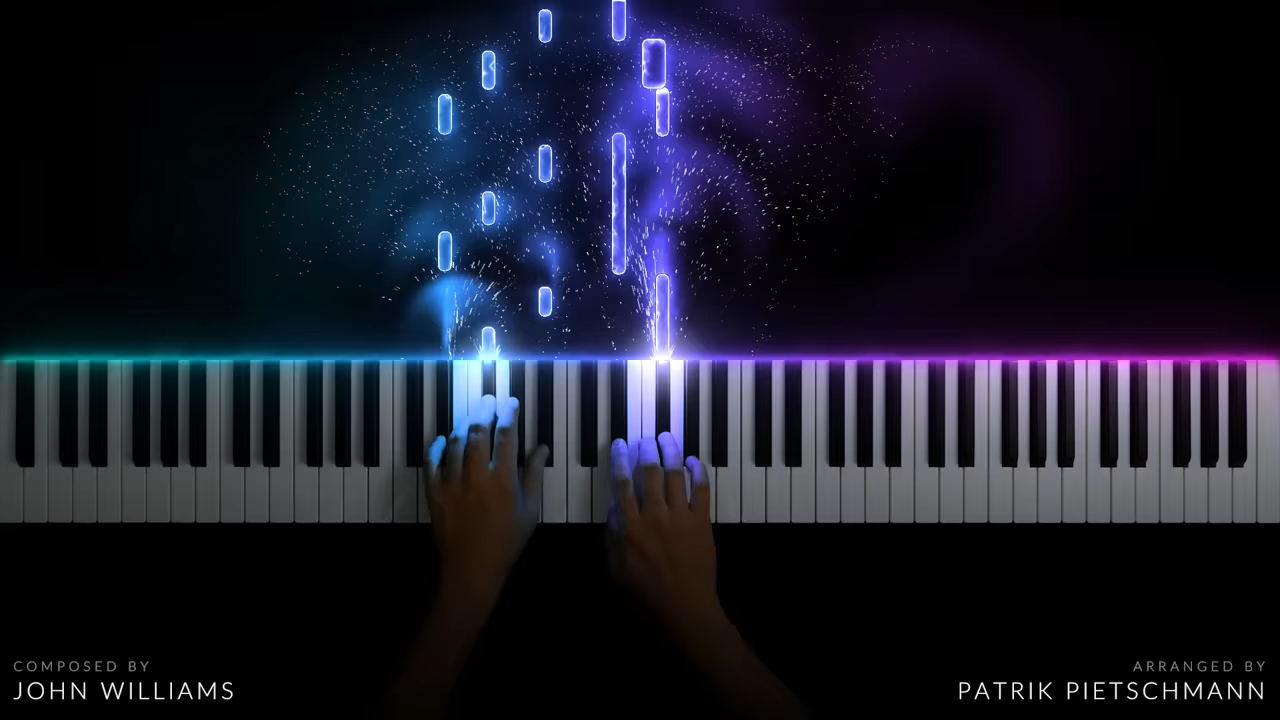 COMPOSED BY
JOHN WILLIAMS
ARRANGED BY
PATRIK PIETSCHMANN